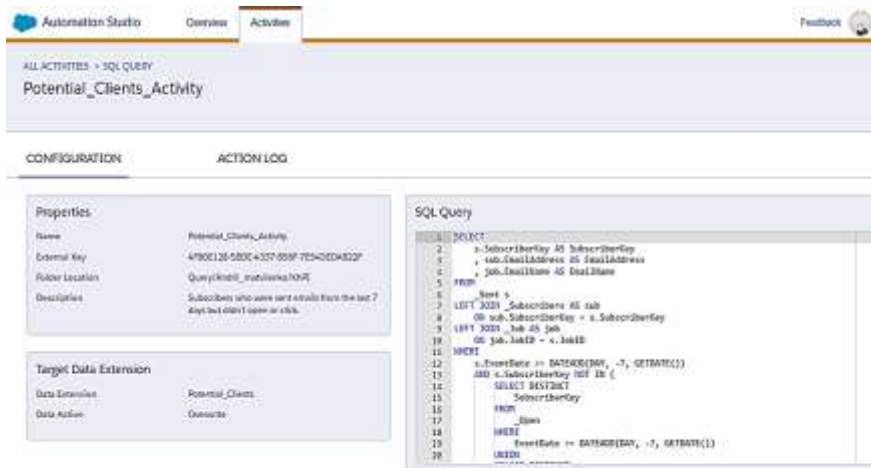 Automation Studio
Overview
Activities
Feedback
ALL ACTIVITIES > SQL QUERY
Potential_Clients_Activity
CONFIGURATION
ACTION LOG
Properties
Name Potential_Clients_Activity
External Key
Folder Location
Description Subscribers who were sent emails from the last 7
days but didn't open or click.
Target Data Extension
Data Extension Potential_Clients
Data Action Overwrite
SQL Query
1 SELECT
2 s.SubscriberKey AS SubscriberKey
3 , sub.EmailAddress AS EmailAddress
4 , job.EmailName AS EmailName
5 FROM
6 _Sent s
7 LEFT JOIN _Subscribers AS sub
8 ON sub.SubscriberKey = s.SubscriberKey
9 LEFT JOIN _Job AS job
10 ON job.JobID = s.JobID
11 WHERE
12 s.EventDate >= DATEADD(DAY, -7, GETDATE())
13 AND s.SubscriberKey NOT IN (
14 SELECT DISTINCT
15 SubscriberKey
16 FROM
17 _Open
18 WHERE
19 EventDate >= DATEADD(DAY, -7, GETDATE())
20 UNION